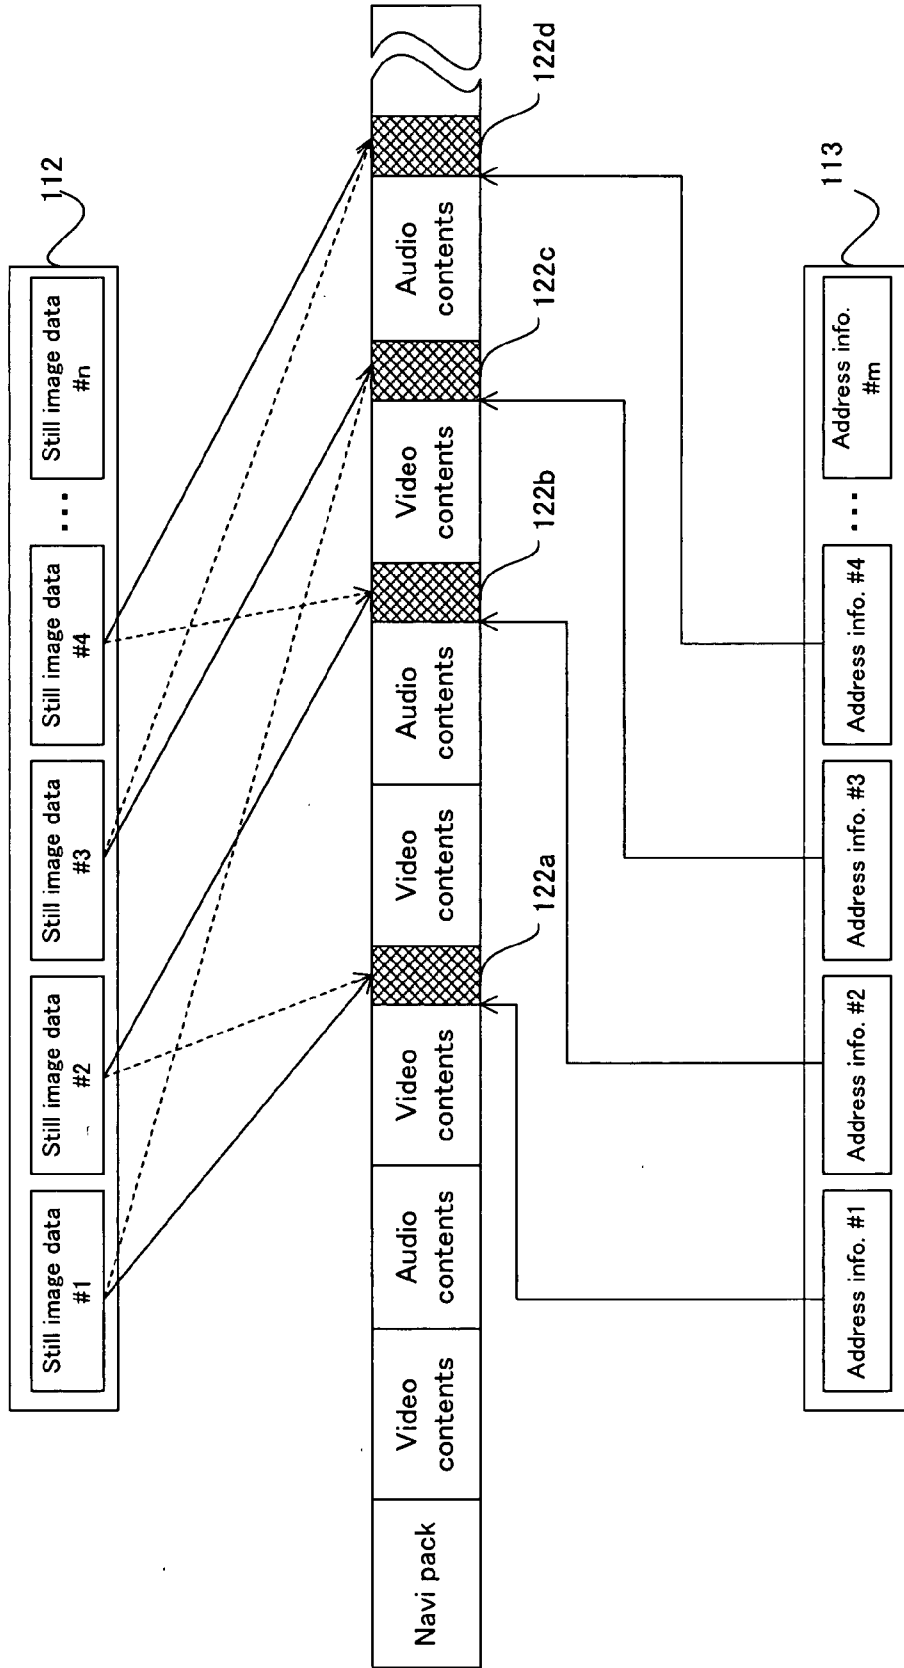 112
Still image data
#1
Still image data
#2
Still image data
#3
Still image data
#4
...
Still image data
#n
Navi pack
Video
contents
Audio
contents
Video
contents
Video
contents
Audio
contents
Video
contents
Audio
contents
122a
122b
122c
122d
113
Address info. #1
Address info. #2
Address info. #3
Address info. #4
...
Address info.
#m